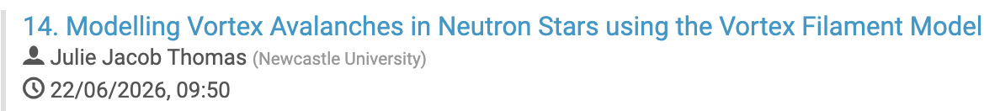 14. Modelling Vortex Avalanches in Neutron Stars using the Vortex Filament Model
Julie Jacob Thomas (Newcastle University)
22/06/2026, 09:50